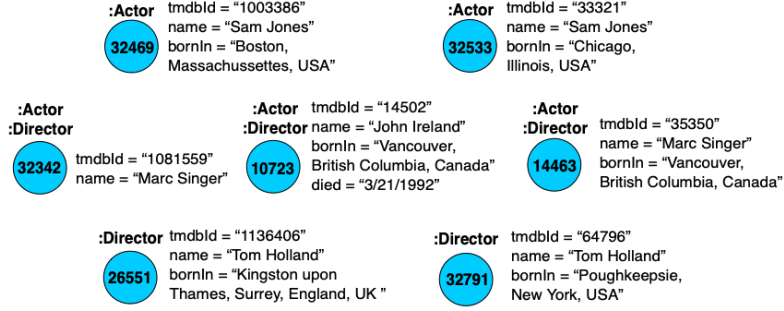 :Actor
32469
tmdbId = “1003386”
name = “Sam Jones”
bornIn = “Boston,
Massachussettes, USA”
:Actor
32533
tmdbId = “33321”
name = “Sam Jones”
bornIn = “Chicago,
Illinois, USA”
:Actor
:Director
32342
tmdbId = “1081559”
name = “Marc Singer”
:Actor
:Director
10723
tmdbId = “14502”
name = “John Ireland”
bornIn = “Vancouver,
British Columbia, Canada”
died = “3/21/1992”
:Actor
:Director
14463
tmdbId = “35350”
name = “Marc Singer”
bornIn = “Vancouver,
British Columbia, Canada”
:Director
26551
tmdbId = “1136406”
name = “Tom Holland”
bornIn = “Kingston upon
Thames, Surrey, England, UK ”
:Director
32791
tmdbId = “64796”
name = “Tom Holland”
bornIn = “Poughkeepsie,
New York, USA”